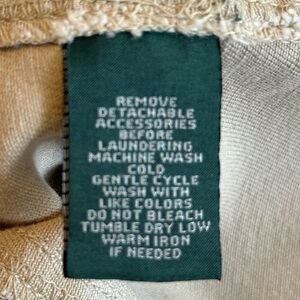 REMOVE
DETACHABLE
ACCESSORIES
BEFORE
LAUNDERING
MACHINE WASH
COLD
GENTLE CYCLE
WASH WITH
LIKE COLORS
DO NOT BLEACH
TUMBLE DRY LOW
WARM IRON
IF NEEDED